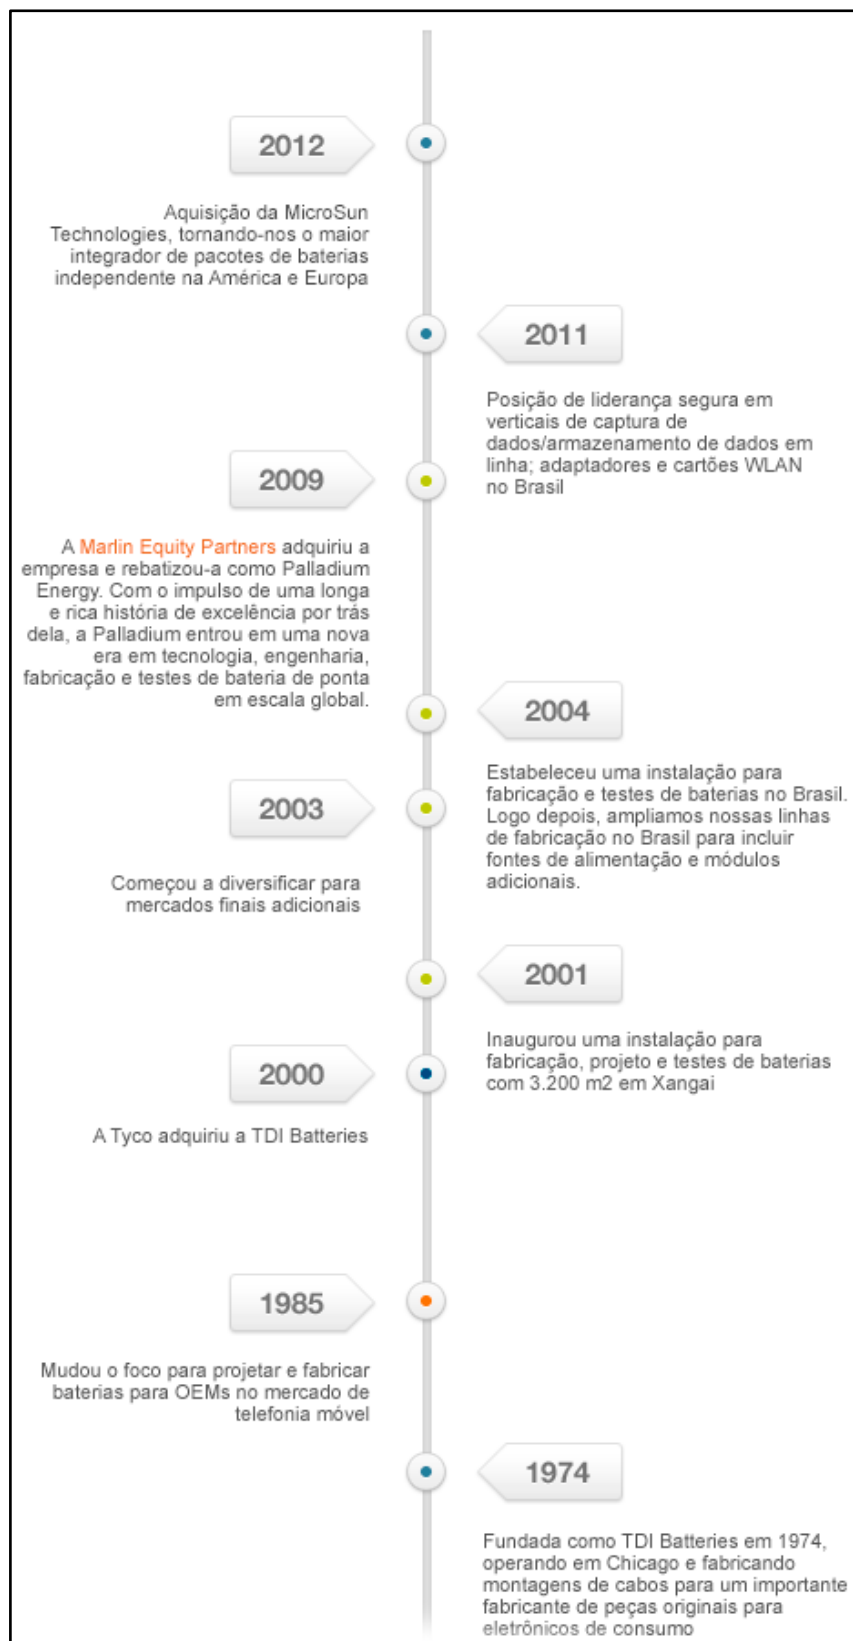 2012
Aquisição da MicroSun
Technologies, tornando-nos o maior
integrador de pacotes de baterias
independente na América e Europa
2011
Posição de liderança segura em
verticais de captura de
dados/armazenamento de dados em
linha; adaptadores e cartões WLAN
no Brasil
2009
A Marlin Equity Partners adquiriu a
empresa e rebatizou-a como Palladium
Energy. Com o impulso de uma longa
e rica história de excelência por trás
dela, a Palladium entrou em uma nova
era em tecnologia, engenharia,
fabricação e testes de bateria de ponta
em escala global.
2004
Estabeleceu uma instalação para
fabricação e testes de baterias no Brasil.
Logo depois, ampliamos nossas linhas
de fabricação no Brasil para incluir
fontes de alimentação e módulos
adicionais.
2003
Começou a diversificar para
mercados finais adicionais
2001
Inaugurou uma instalação para
fabricação, projeto e testes de baterias
com 3.200 m2 em Xangai
2000
A Tyco adquiriu a TDI Batteries
1985
Mudou o foco para projetar e fabricar
baterias para OEMs no mercado de
telefonia móvel
1974
Fundada como TDI Batteries em 1974,
operando em Chicago e fabricando
montagens de cabos para um importante
fabricante de peças originais para
eletrônicos de consumo